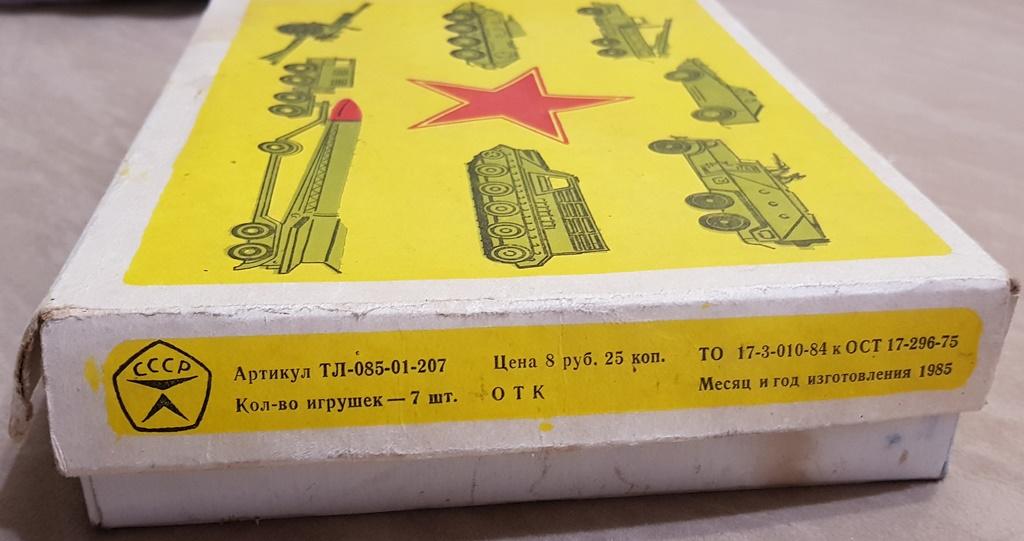 СССР
Артикул ТЛ-085-01-207
Кол-во игрушек — 7 шт.
Цена 8 руб. 25 коп.
ОТК
ТО 17-3-010-84 к ОСТ 17-296-75
Месяц и год изготовления 1985